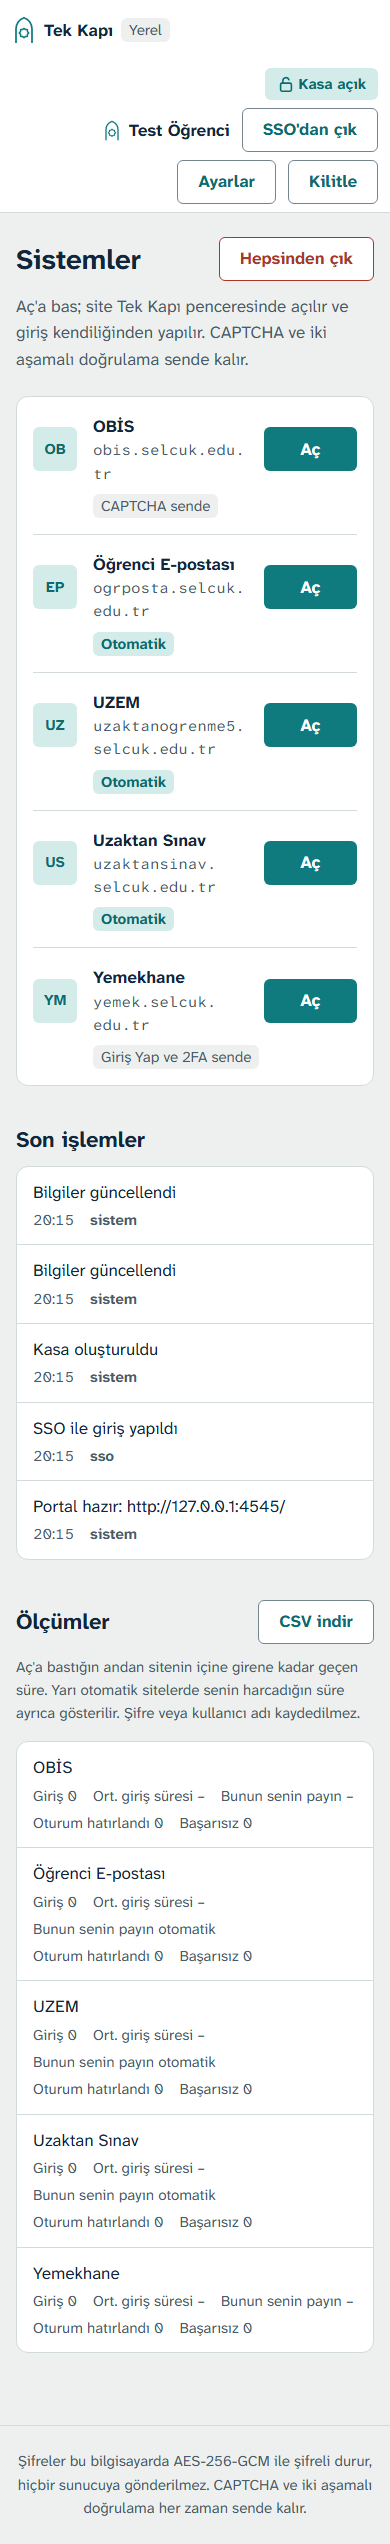 Tek Kapı Yerel
Kasa açık
Test Öğrenci SSO'dan çık
Ayarlar Kilitle
Sistemler Hepsinden çık
Aç'a bas; site Tek Kapı penceresinde açılır ve
giriş kendiliğinden yapılır. CAPTCHA ve iki
aşamalı doğrulama sende kalır.
OB OBİS Aç
obis.selcuk.edu.
tr
CAPTCHA sende
EP Öğrenci E-postası Aç
ogrposta.selcuk.
edu.tr
Otomatik
UZ UZEM Aç
uzaktanogrenme5.
selcuk.edu.tr
Otomatik
US Uzaktan Sınav Aç
uzaktansinav.
selcuk.edu.tr
Otomatik
YM Yemekhane Aç
yemek.selcuk.
edu.tr
Giriş Yap ve 2FA sende
Son işlemler
Bilgiler güncellendi
20:15 sistem
Bilgiler güncellendi
20:15 sistem
Kasa oluşturuldu
20:15 sistem
SSO ile giriş yapıldı
20:15 sso
Portal hazır: http://127.0.0.1:4545/
20:15 sistem
Ölçümler CSV indir
Aç'a bastığın andan sitenin içine girene kadar geçen
süre. Yarı otomatik sitelerde senin harcadığın süre
ayrıca gösterilir. Şifre veya kullanıcı adı kaydedilmez.
OBİS
Giriş 0 Ort. giriş süresi – Bunun senin payın –
Oturum hatırlandı 0 Başarısız 0
Öğrenci E-postası
Giriş 0 Ort. giriş süresi –
Bunun senin payın otomatik
Oturum hatırlandı 0 Başarısız 0
UZEM
Giriş 0 Ort. giriş süresi –
Bunun senin payın otomatik
Oturum hatırlandı 0 Başarısız 0
Uzaktan Sınav
Giriş 0 Ort. giriş süresi –
Bunun senin payın otomatik
Oturum hatırlandı 0 Başarısız 0
Yemekhane
Giriş 0 Ort. giriş süresi – Bunun senin payın –
Oturum hatırlandı 0 Başarısız 0
Şifreler bu bilgisayarda AES-256-GCM ile şifreli durur,
hiçbir sunucuya gönderilmez. CAPTCHA ve iki aşamalı
doğrulama her zaman sende kalır.